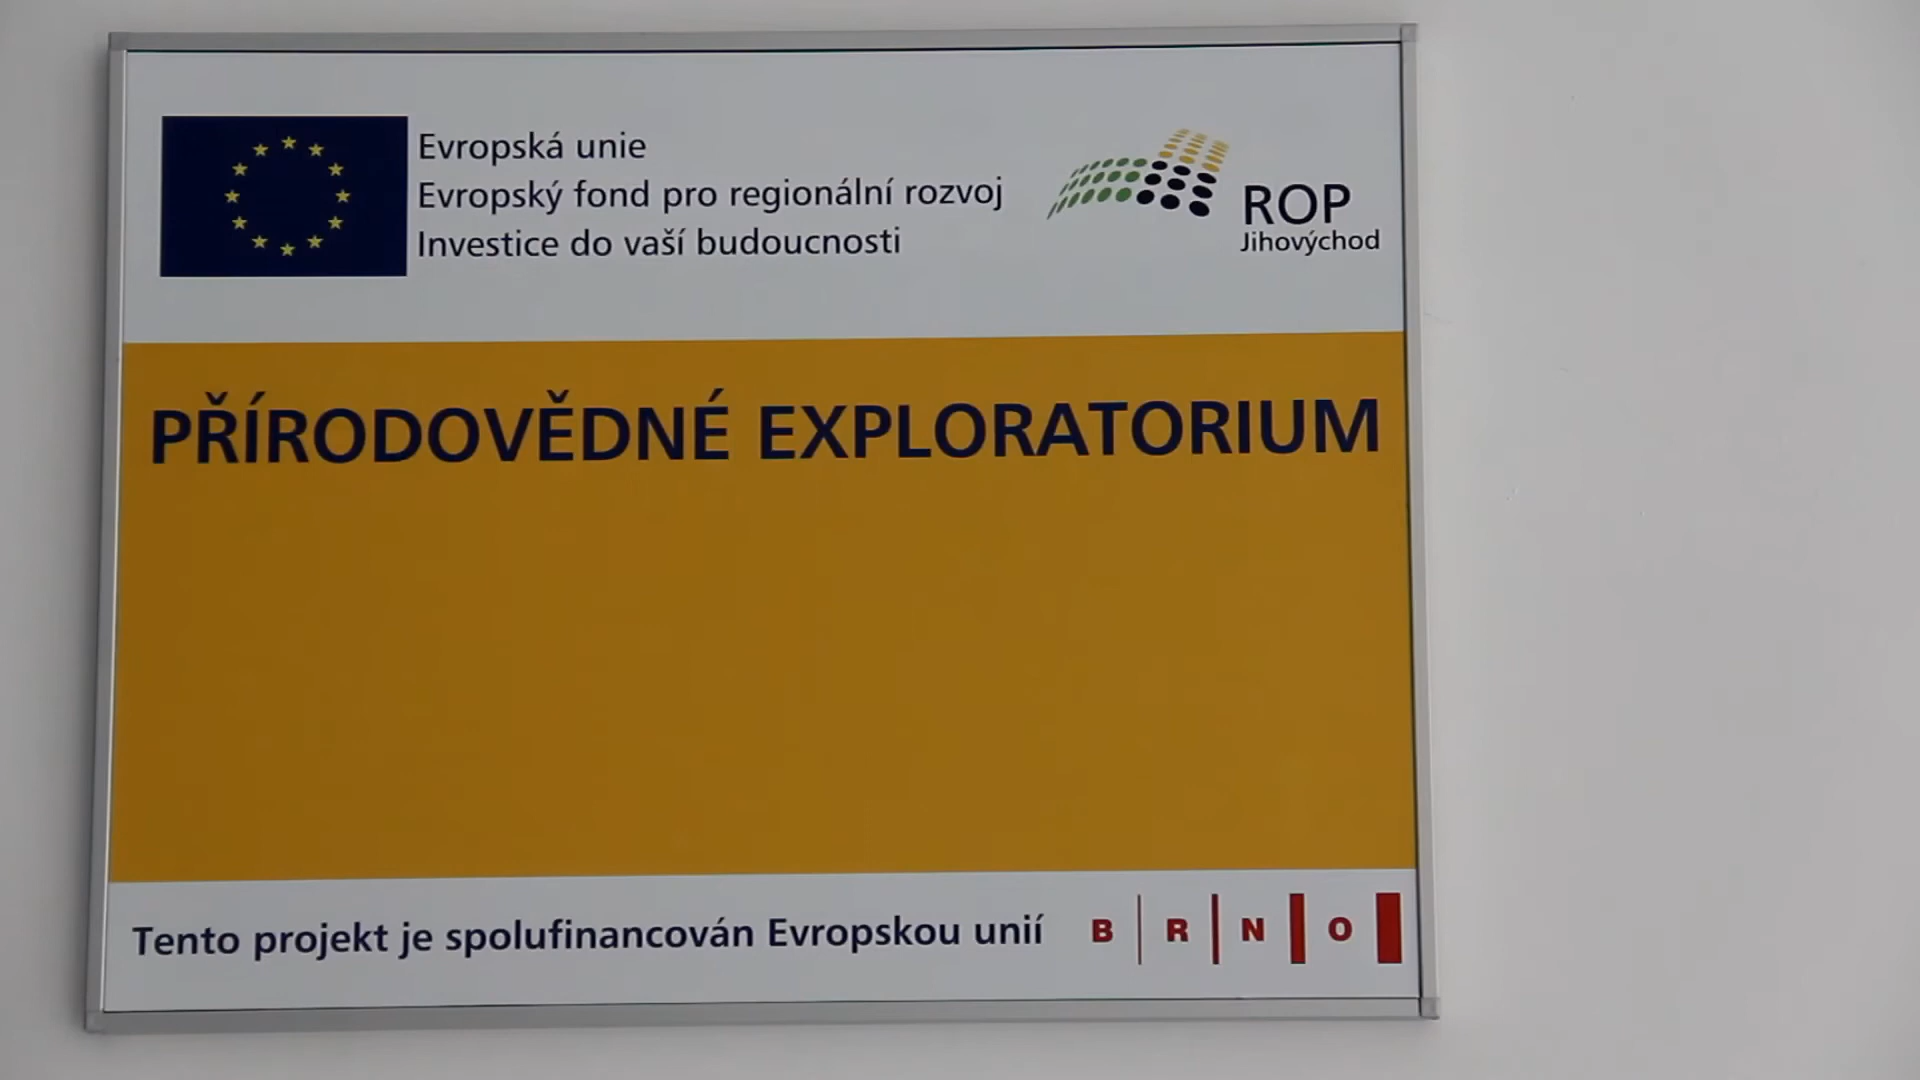 Evropská unie
Evropský fond pro regionální rozvoj
Investice do vaší budoucnosti
ROP
Jihovýchod
PŘÍRODOVĚDNÉ EXPLORATORIUM
Tento projekt je spolufinancován Evropskou unií
B R N O